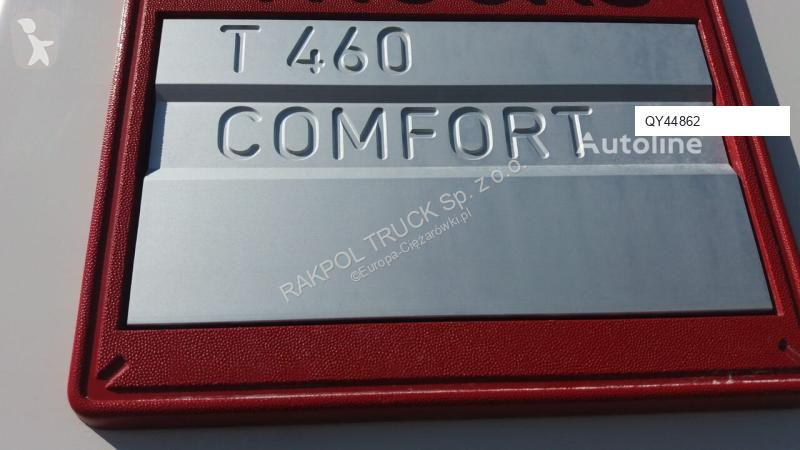 T 460
COMFORT
QY44862
Autoline
RAKPOL TRUCK Sp. z o.o.
©Europa-Ciężarówki.pl